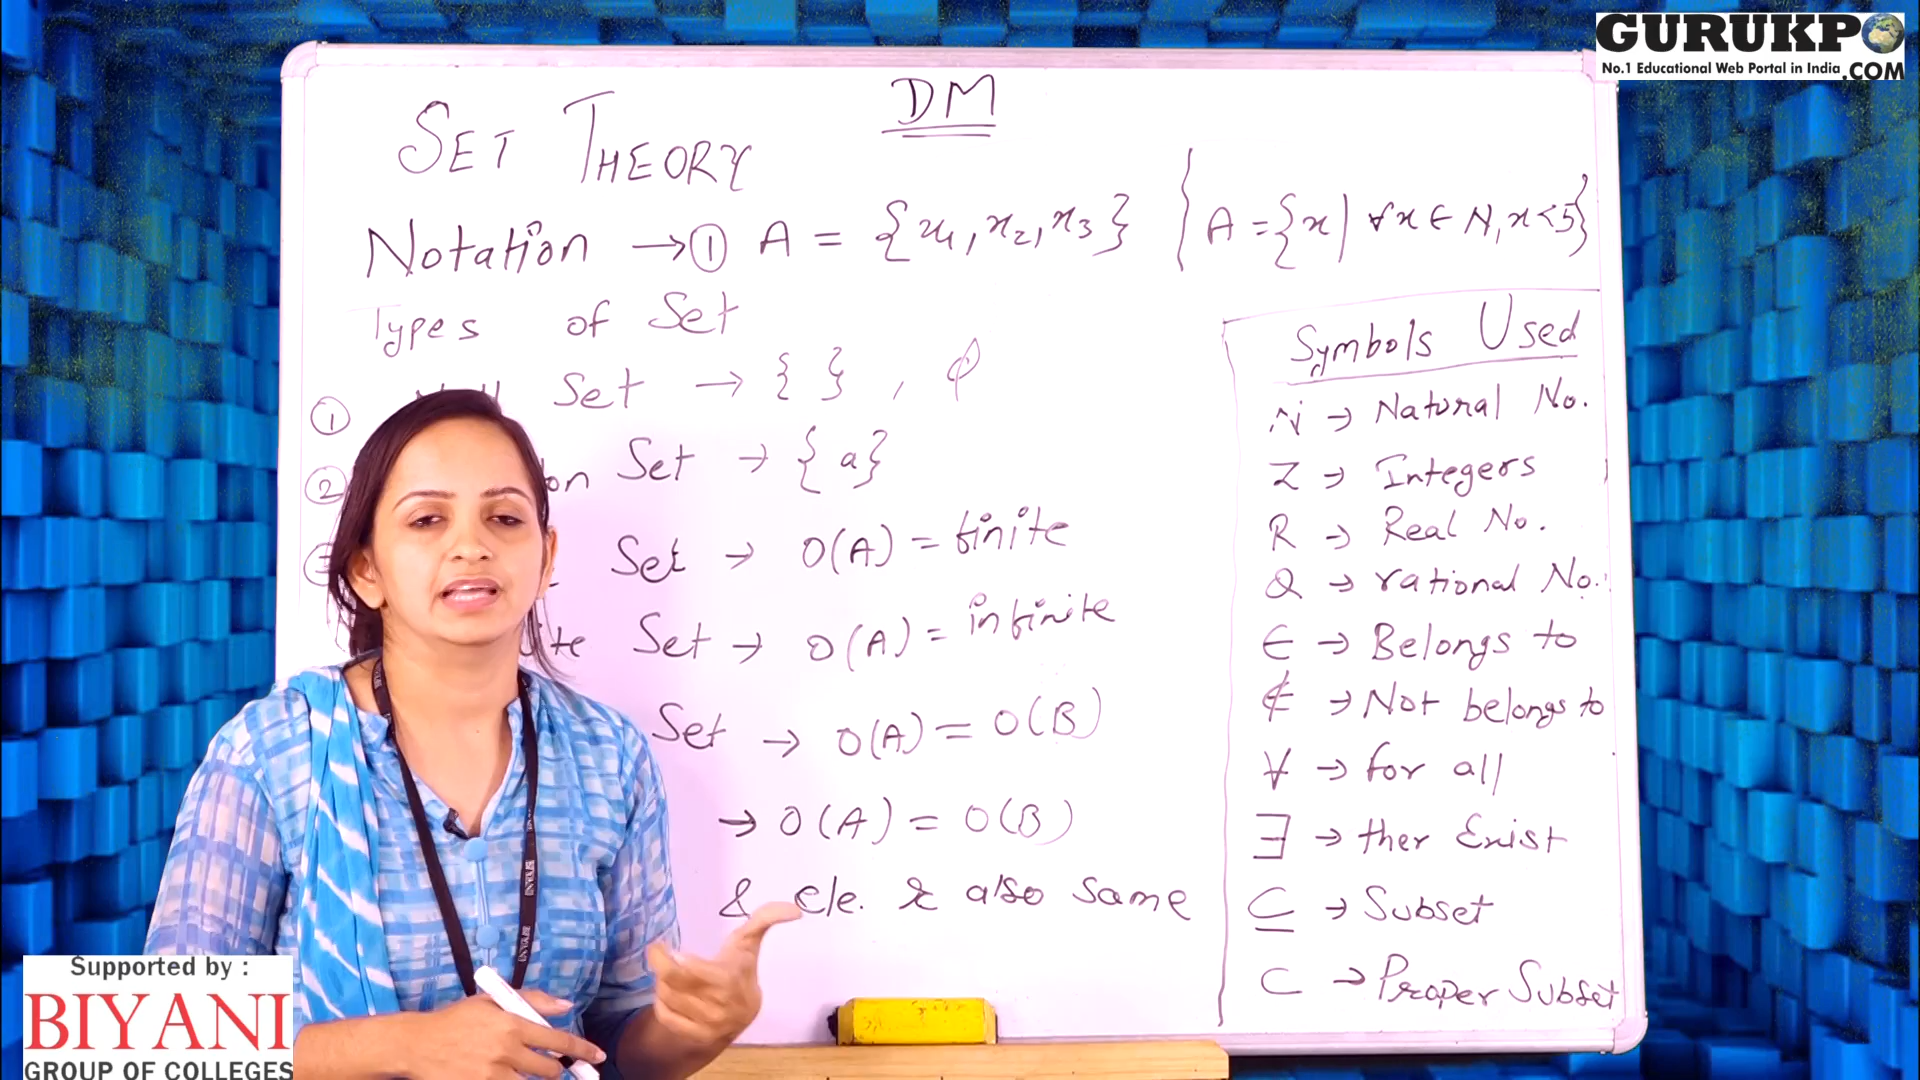 GURUKPO
No.1 Educational Web Portal in India .COM
DM
SET THEORY
Notation → ① A = {x₁, x₂, x₃} { A = {x | ∀x ∈ N, x < 5}
Types of Set
① Set → { } , ϕ
② on Set → {a}
Set → O(A) = finite
ite Set → O(A) = infinite
Set → O(A) = O(B)
→ O(A) = O(B)
& ele. & also same
Symbols Used
N → Natural No.
Z → Integers
R → Real No.
Q → rational No.
∈ → Belongs to
∉ → Not belongs to
∀ → for all
∃ → ther Exist
⊆ → Subset
⊂ → Proper Subset
Supported by :
BIYANI
GROUP OF COLLEGES